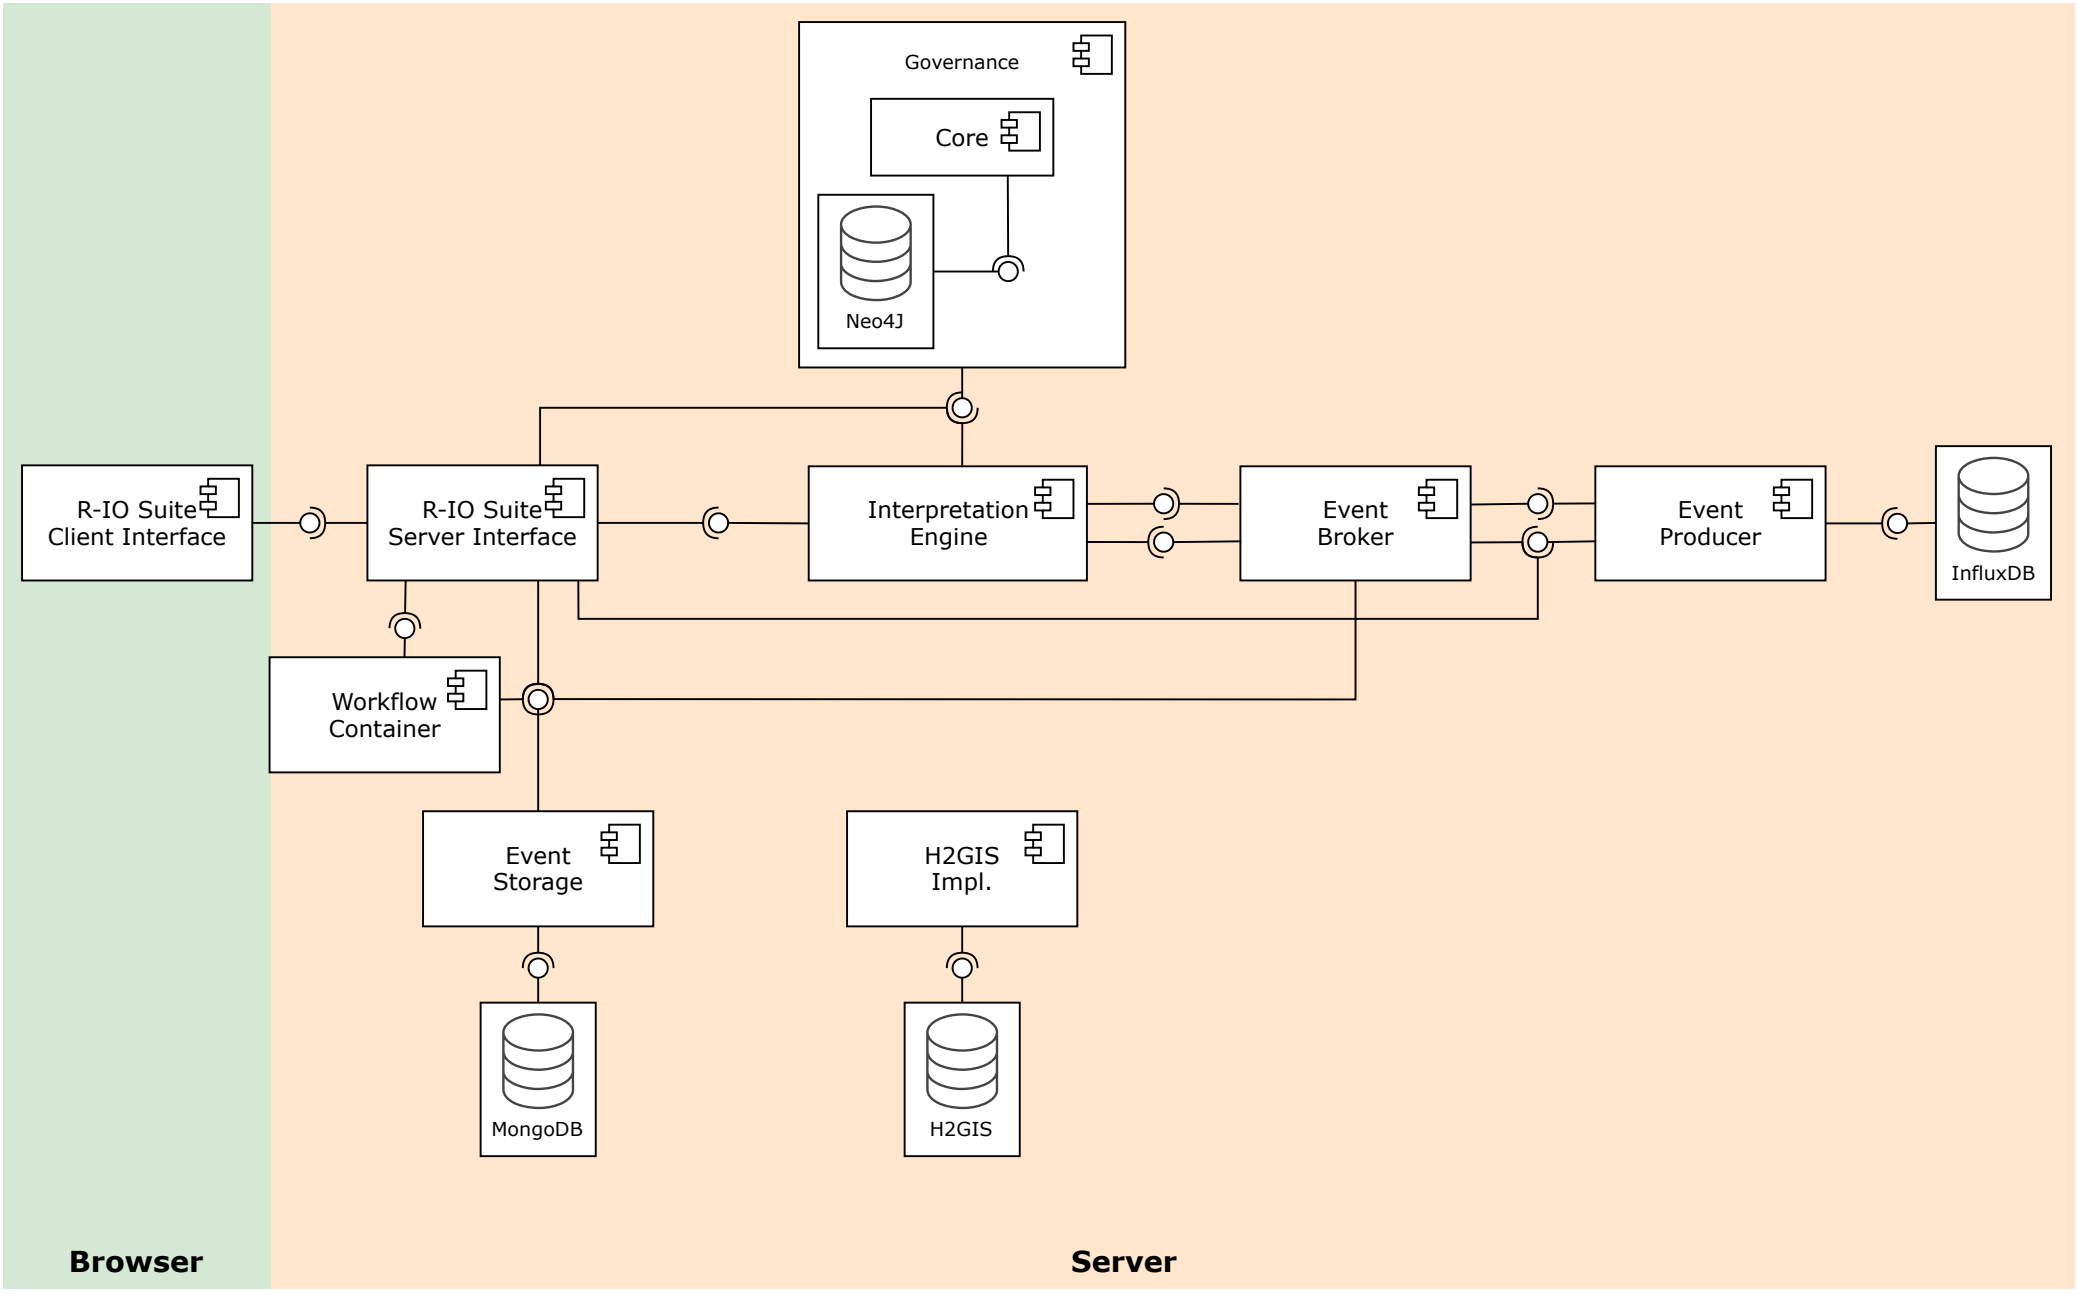 Governance
Core
Neo4J
R-IO Suite
Client Interface
R-IO Suite
Server Interface
Interpretation
Engine
Event
Broker
Event
Producer
InfluxDB
Workflow
Container
Event
Storage
H2GIS
Impl.
MongoDB
H2GIS
Browser
Server